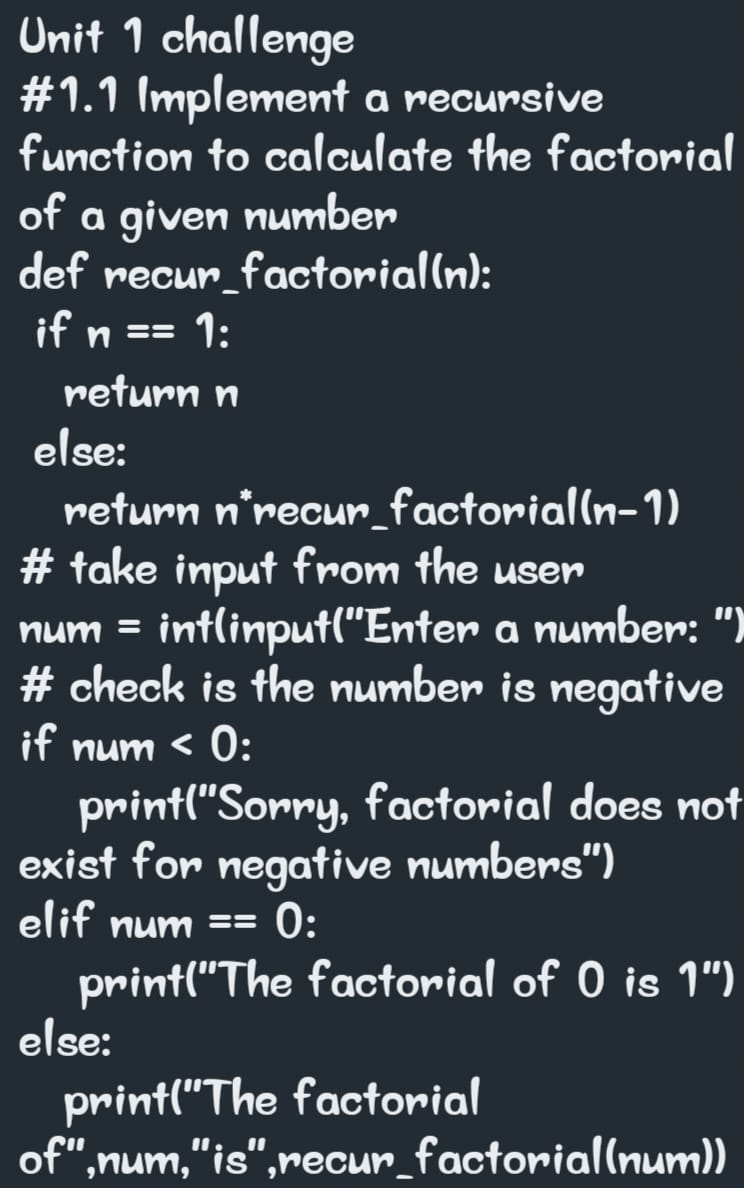 Unit 1 challenge
#1.1 Implement a recursive
function to calculate the factorial
of a given number
def recur_factorial(n):
 if n == 1:
   return n
 else:
   return n*recur_factorial(n-1)
# take input from the user
num = int(input("Enter a number: ")
# check is the number is negative
if num < 0:
    print("Sorry, factorial does not
exist for negative numbers")
elif num == 0:
    print("The factorial of 0 is 1")
else:
   print("The factorial
of",num,"is",recur_factorial(num))